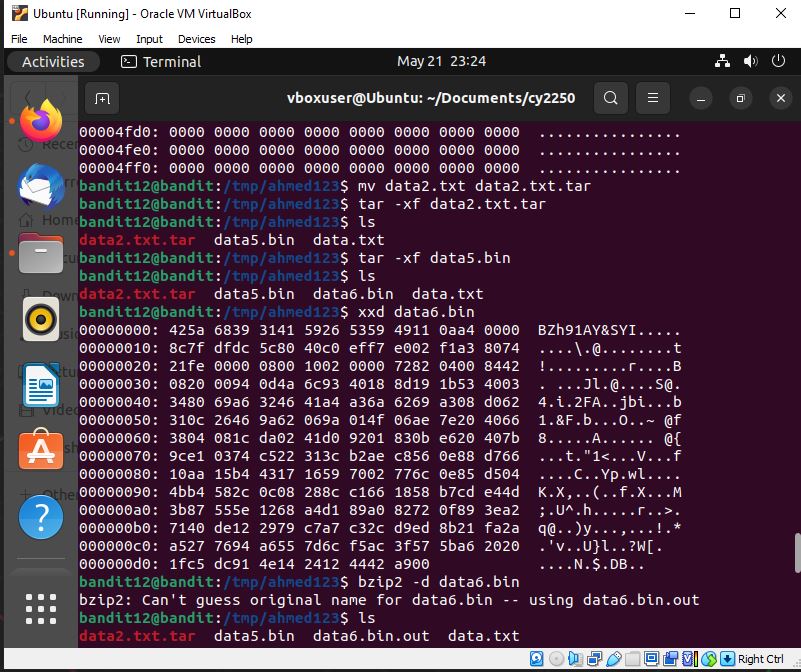 Ubuntu [Running] - Oracle VM VirtualBox
File Machine View Input Devices Help
Activities Terminal May 21 23:24
vboxuser@Ubuntu: ~/Documents/cy2250
00004fd0: 0000 0000 0000 0000 0000 0000 0000 0000 ................
00004fe0: 0000 0000 0000 0000 0000 0000 0000 0000 ................
00004ff0: 0000 0000 0000 0000 0000 0000 0000 0000 ................
bandit12@bandit:/tmp/ahmed123$ mv data2.txt data2.txt.tar
bandit12@bandit:/tmp/ahmed123$ tar -xf data2.txt.tar
bandit12@bandit:/tmp/ahmed123$ ls
data2.txt.tar data5.bin data.txt
bandit12@bandit:/tmp/ahmed123$ tar -xf data5.bin
bandit12@bandit:/tmp/ahmed123$ ls
data2.txt.tar data5.bin data6.bin data.txt
bandit12@bandit:/tmp/ahmed123$ xxd data6.bin
00000000: 425a 6839 3141 5926 5359 4911 0aa4 0000 BZh91AY&SYI.....
00000010: 8c7f dfdc 5c80 40c0 eff7 e002 f1a3 8074 ....\.@........t
00000020: 21fe 0000 0800 1002 0000 7282 0400 8442 !.........r....B
00000030: 0820 0094 0d4a 6c93 4018 8d19 1b53 4003 . ...Jl.@....S@.
00000040: 3480 69a6 3246 41a4 a36a 6269 a308 d062 4.i.2FA..jbi...b
00000050: 310c 2646 9a62 069a 014f 06ae 7e20 4066 1.&F.b...O..~ @f
00000060: 3804 081c da02 41d0 9201 830b e620 407b 8.....A...... @{
00000070: 9ce1 0374 c522 313c b2ae c856 0e88 d766 ...t."1<...V...f
00000080: 10aa 15b4 4317 1659 7002 776c 0e85 d504 ....C..Yp.wl....
00000090: 4bb4 582c 0c08 288c c166 1858 b7cd e44d K.X,..(..f.X...M
000000a0: 3b87 555e 1268 a4d1 89a0 8272 0f89 3ea2 ;.U^.h.....r..>.
000000b0: 7140 de12 2979 c7a7 c32c d9ed 8b21 fa2a q@..)y...,...!.*
000000c0: a527 7694 a655 7d6c f5ac 3f57 5ba6 2020 .'v..U}l..?W[.
000000d0: 1fc5 dc91 4e14 2412 4442 a900 ....N.$.DB..
bandit12@bandit:/tmp/ahmed123$ bzip2 -d data6.bin
bzip2: Can't guess original name for data6.bin -- using data6.bin.out
bandit12@bandit:/tmp/ahmed123$ ls
data2.txt.tar data5.bin data6.bin.out data.txt
Right Ctrl